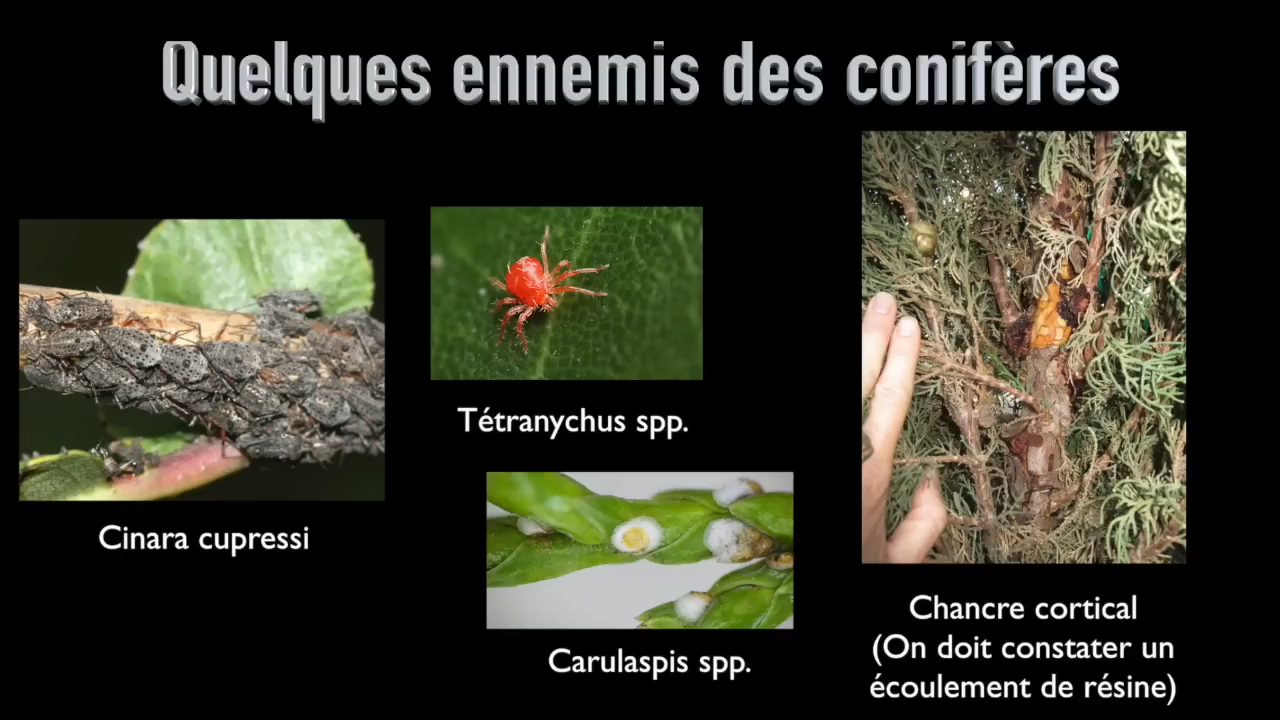 Quelques ennemis des conifères
Tétranychus spp.
Cinara cupressi
Carulaspis spp.
Chancre cortical
(On doit constater un
écoulement de résine)